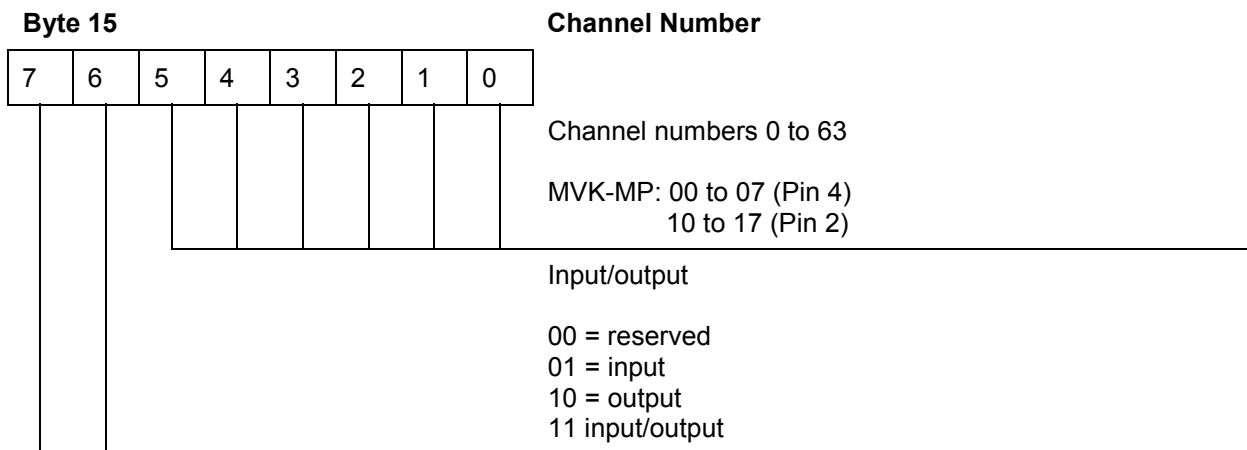 Byte 15 Channel Number
7 6 5 4 3 2 1 0
Channel numbers 0 to 63
MVK-MP: 00 to 07 (Pin 4)
10 to 17 (Pin 2)
Input/output
00 = reserved
01 = input
10 = output
11 input/output